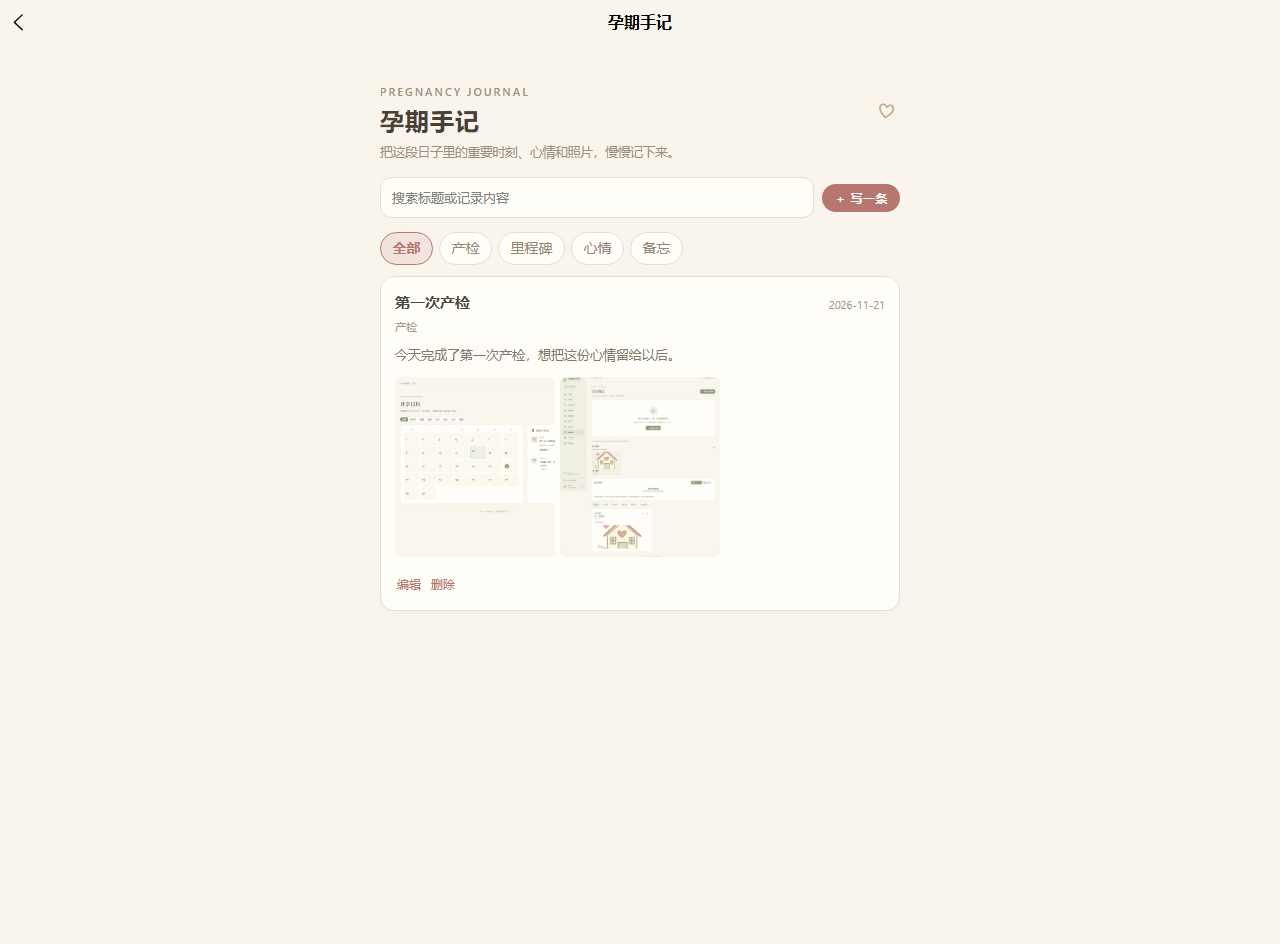 孕期手记
PREGNANCY JOURNAL
孕期手记
把这段日子里的重要时刻、心情和照片，慢慢记下来。
搜索标题或记录内容
+ 写一条
全部
产检
里程碑
心情
备忘
第一次产检
2026-11-21
产检
今天完成了第一次产检，想把这份心情留给以后。
共享日历
编辑
删除